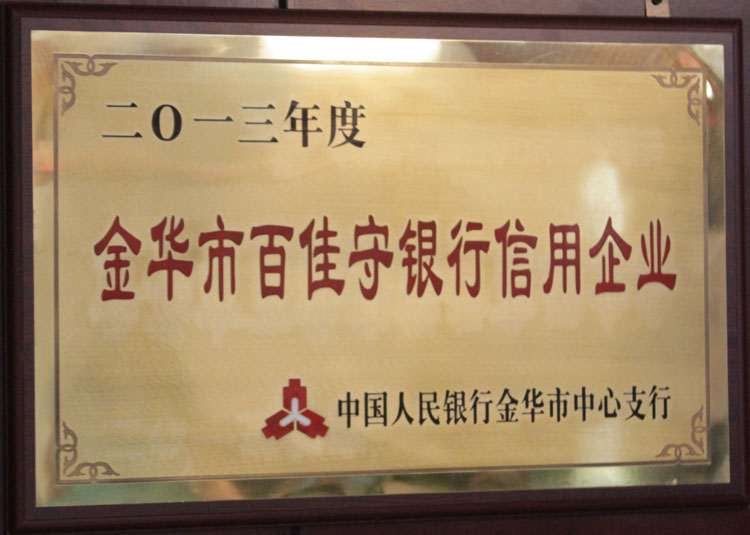 二〇一三年度
金华市百佳守银行信用企业
中国人民银行金华市中心支行